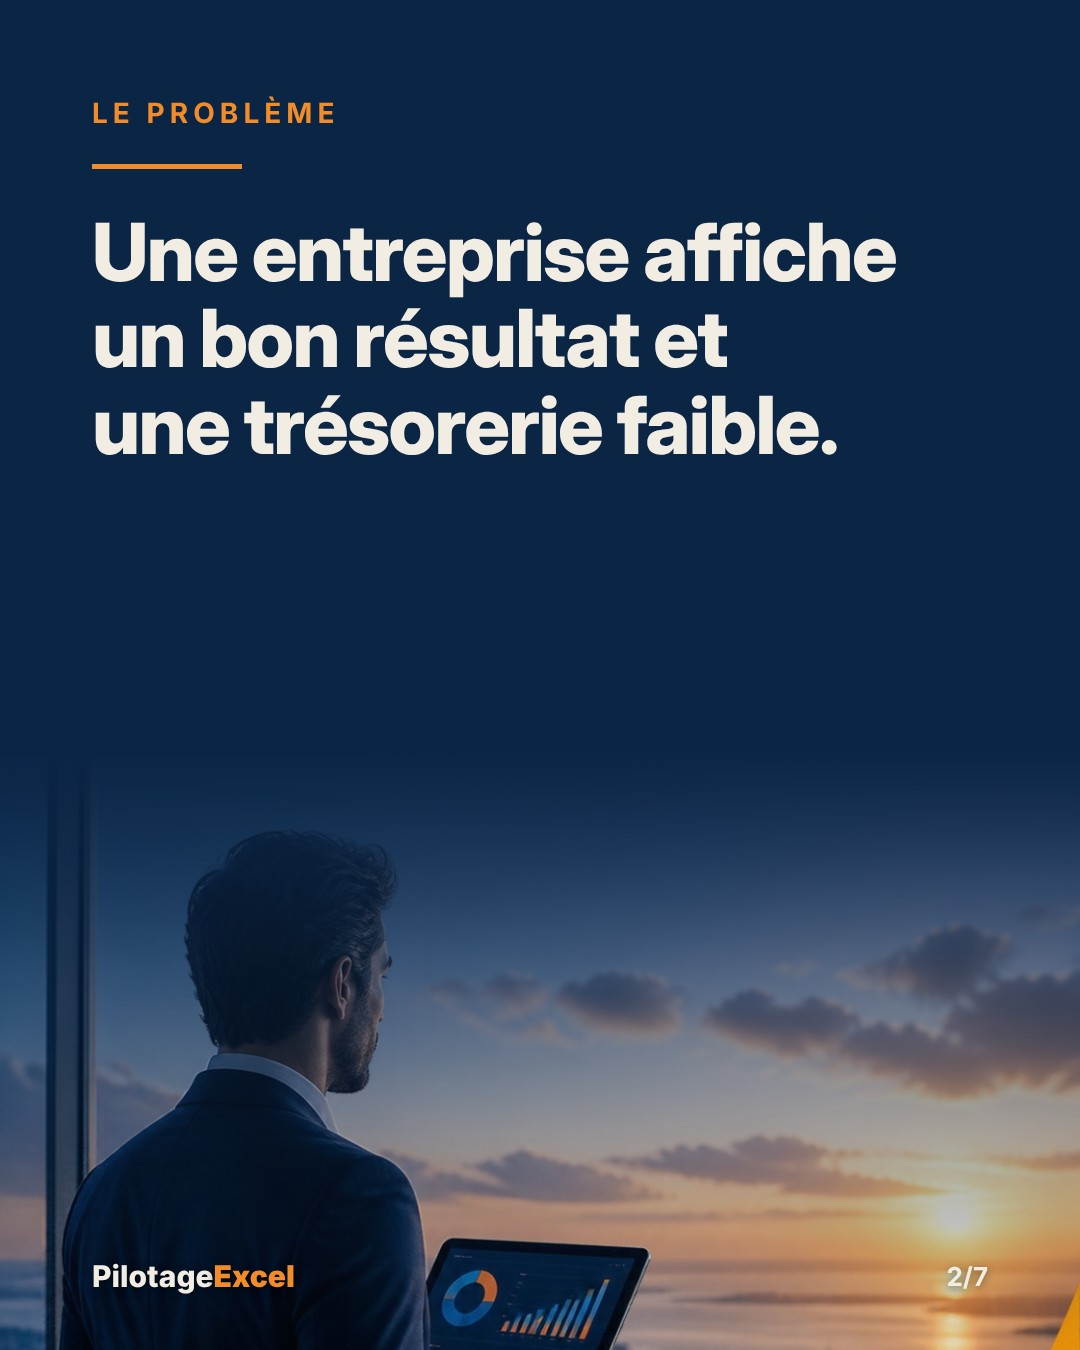 LE PROBLÈME
Une entreprise affiche
un bon résultat et
une trésorerie faible.
PilotageExcel
2/7